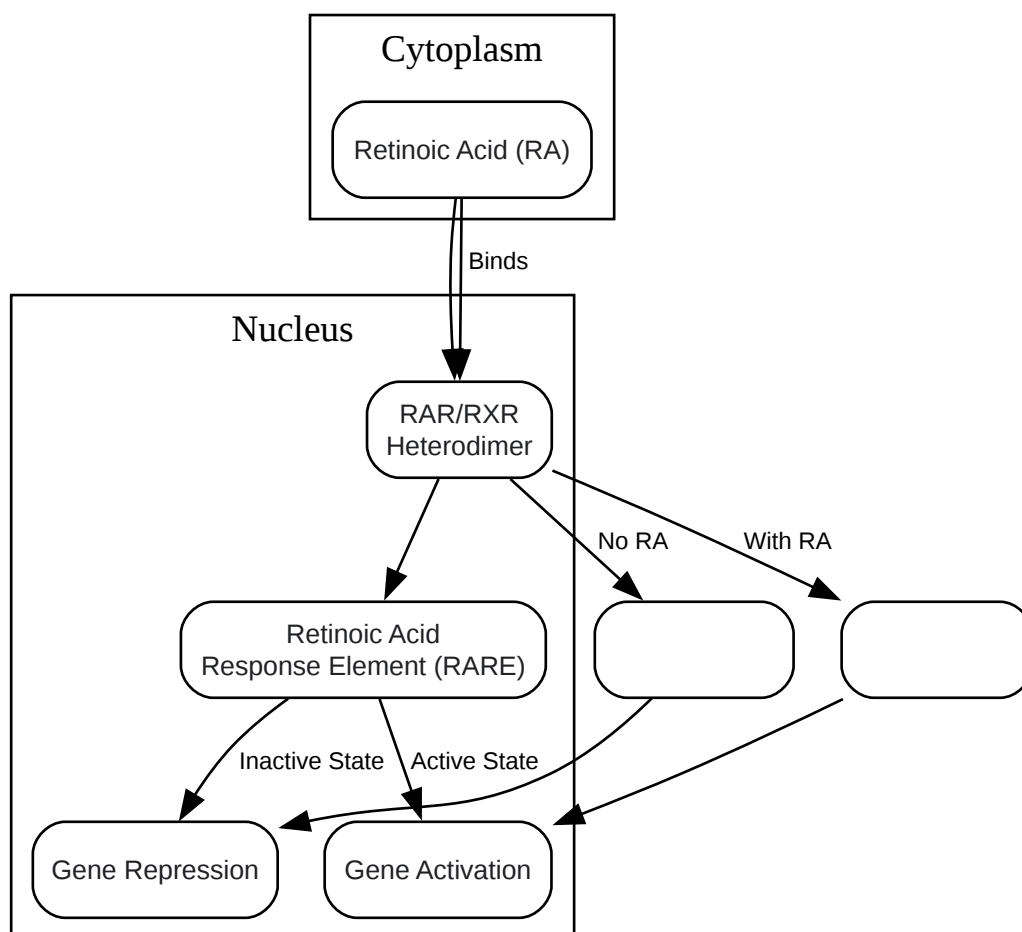 Cytoplasm
Retinoic Acid (RA)
Binds
Nucleus
RAR/RXR
Heterodimer
No RA
With RA
Retinoic Acid
Response Element (RARE)
Inactive State
Active State
Gene Repression
Gene Activation